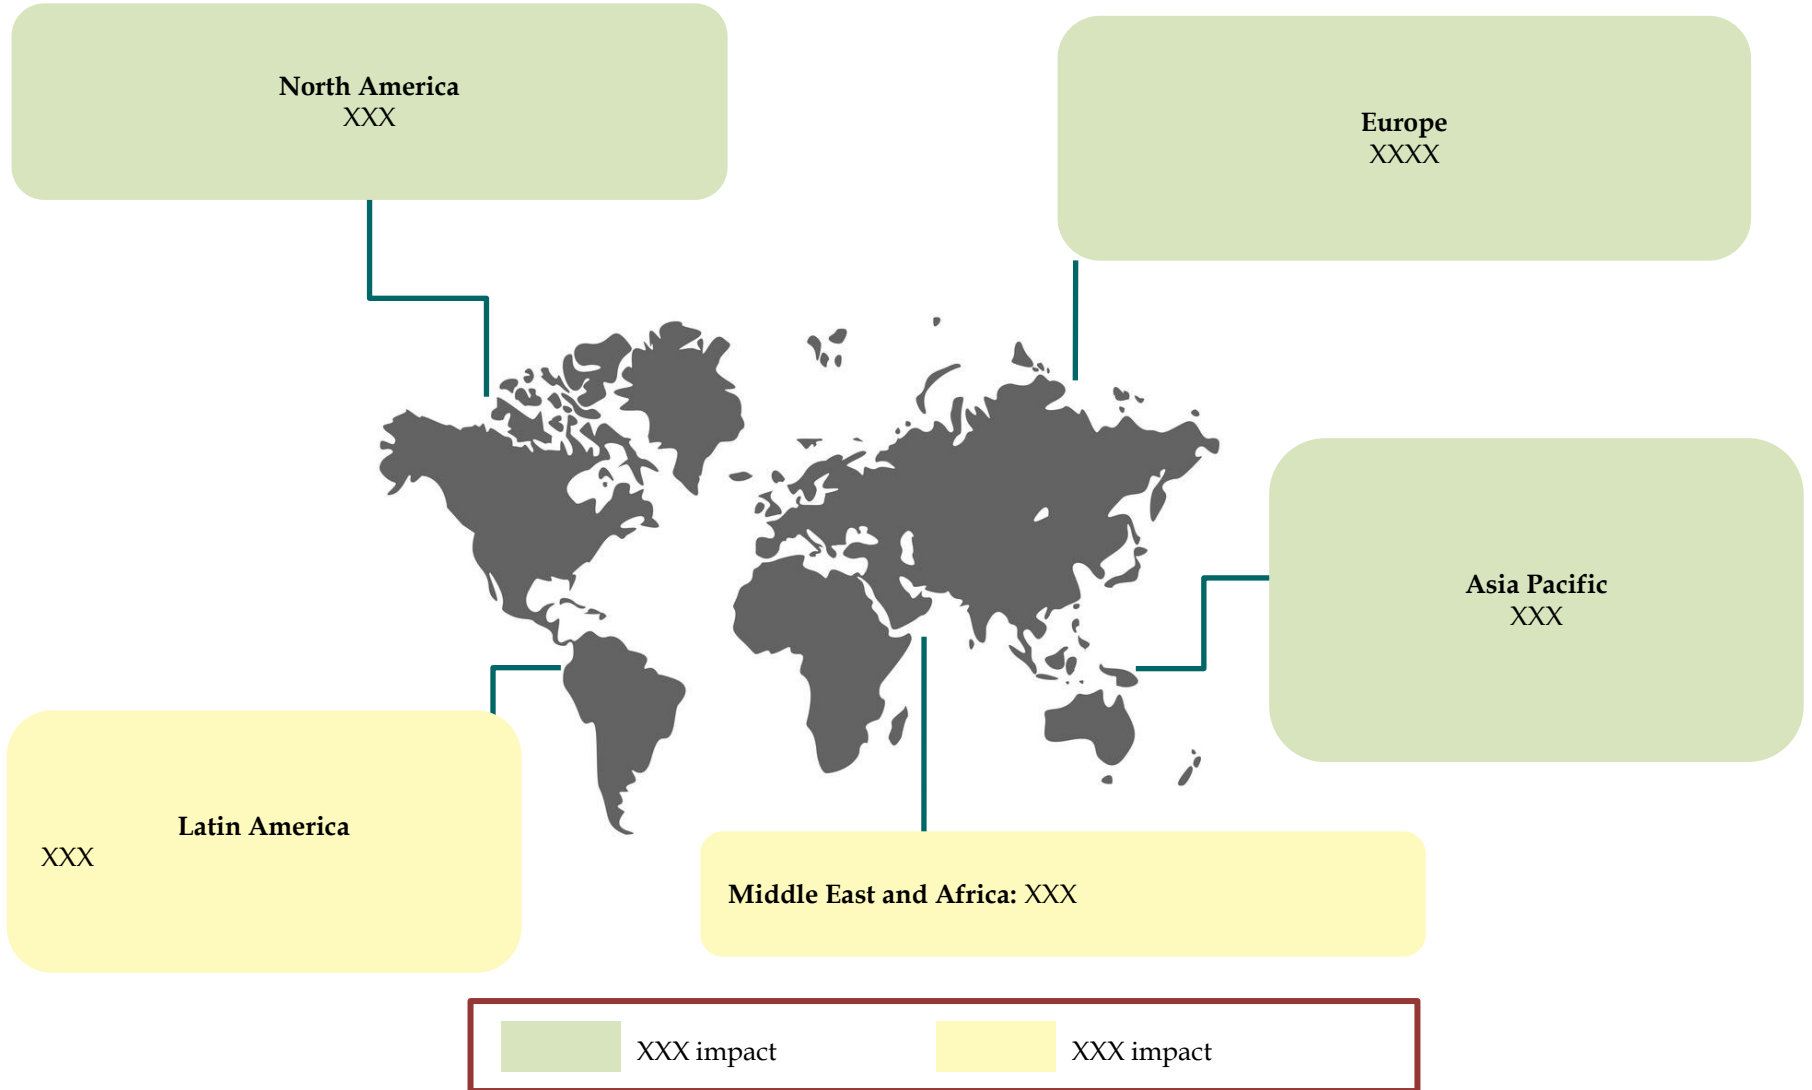 North America
XXX
Europe
XXXX
Asia Pacific
XXX
Latin America
XXX
Middle East and Africa: XXX
XXX impact
XXX impact